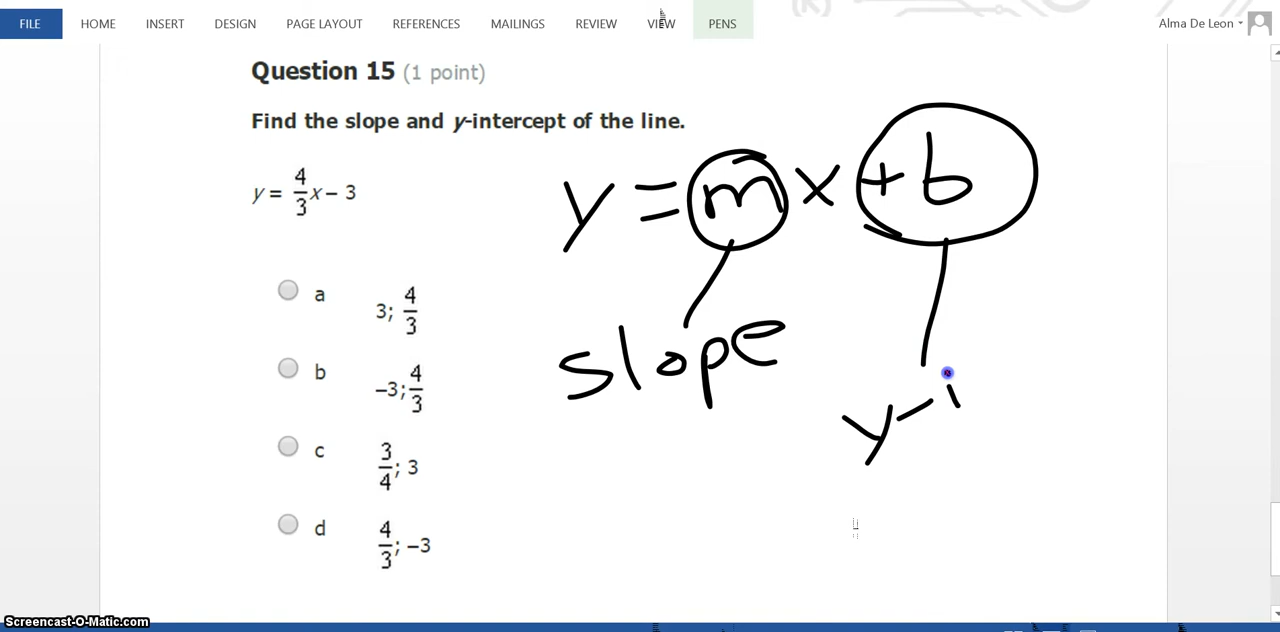 FILE HOME INSERT DESIGN PAGE LAYOUT REFERENCES MAILINGS REVIEW VIEW PENS Alma De Leon
Question 15 (1 point)
Find the slope and y-intercept of the line.
y = 4/3 x − 3
a 3; 4/3
b −3; 4/3
c 3/4; 3
d 4/3; −3
y = mx + b
slope
y-i
Screencast-O-Matic.com